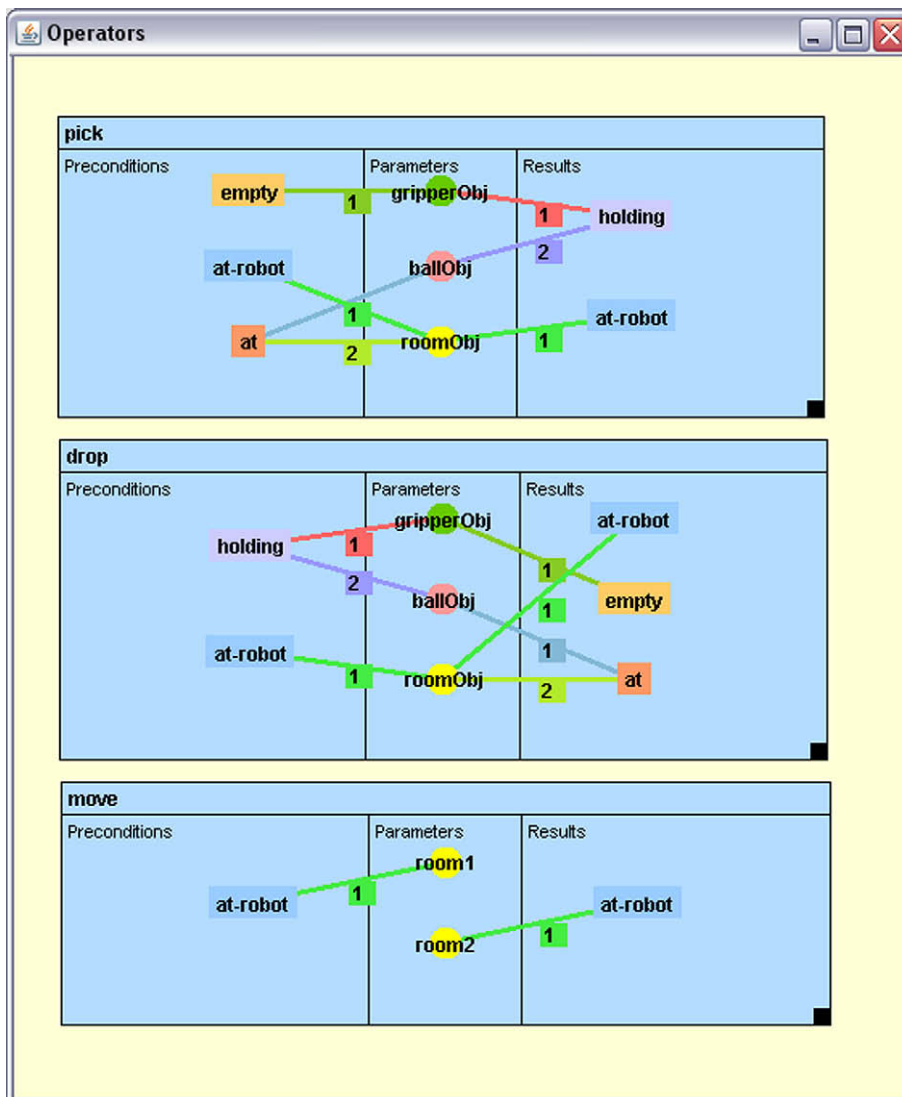 Operators
pick
Preconditions Parameters Results
empty 1 gripperObj 1 holding
at-robot ballObj 2
1 at-robot
at 2 roomObj 1
drop
Preconditions Parameters Results
gripperObj at-robot
holding 1 1
2 ballObj 1 empty
at-robot 1 1
roomObj 2 at
move
Preconditions Parameters Results
room1
at-robot 1 at-robot
room2 1